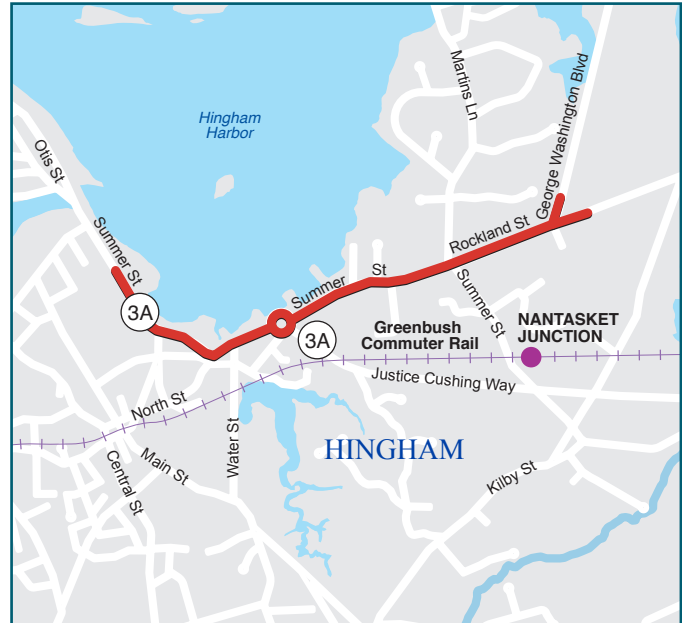 Hingham
Harbor
Martins Ln
George Washington Blvd
Otis St
Summer St
Rockland St
Summer
St
Summer St
3A
3A
Greenbush
Commuter Rail
NANTASKET
JUNCTION
Justice Cushing Way
North St
Water St
Main St
Central St
HINGHAM
Kilby St